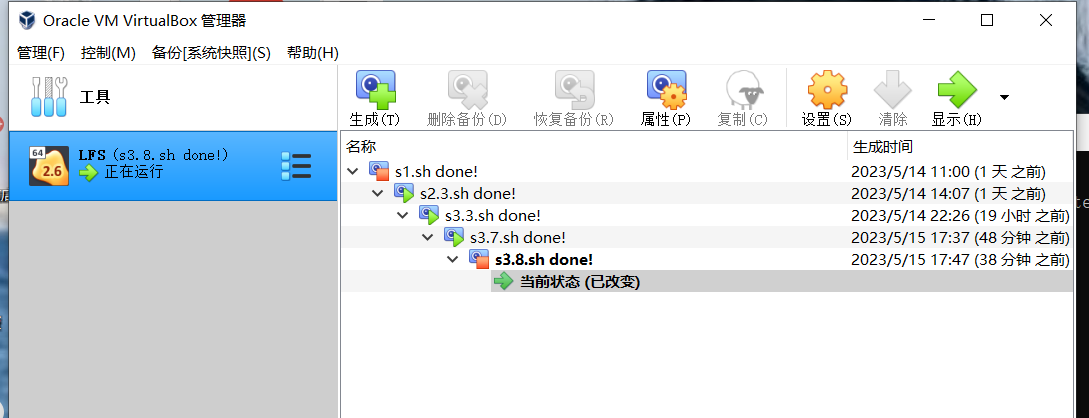 Oracle VM VirtualBox 管理器
管理(F) 控制(M) 备份[系统快照](S) 帮助(H)
工具
生成(T) 删除备份(D) 恢复备份(R) 属性(P) 复制(C) 设置(S) 清除 显示(H)
64
2.6
LFS (s3.8.sh done!)
正在运行
名称 生成时间
s1.sh done! 2023/5/14 11:00 (1 天 之前)
s2.3.sh done! 2023/5/14 14:07 (1 天 之前)
s3.3.sh done! 2023/5/14 22:26 (19 小时 之前)
s3.7.sh done! 2023/5/15 17:37 (48 分钟 之前)
s3.8.sh done! 2023/5/15 17:47 (38 分钟 之前)
当前状态 (已改变)